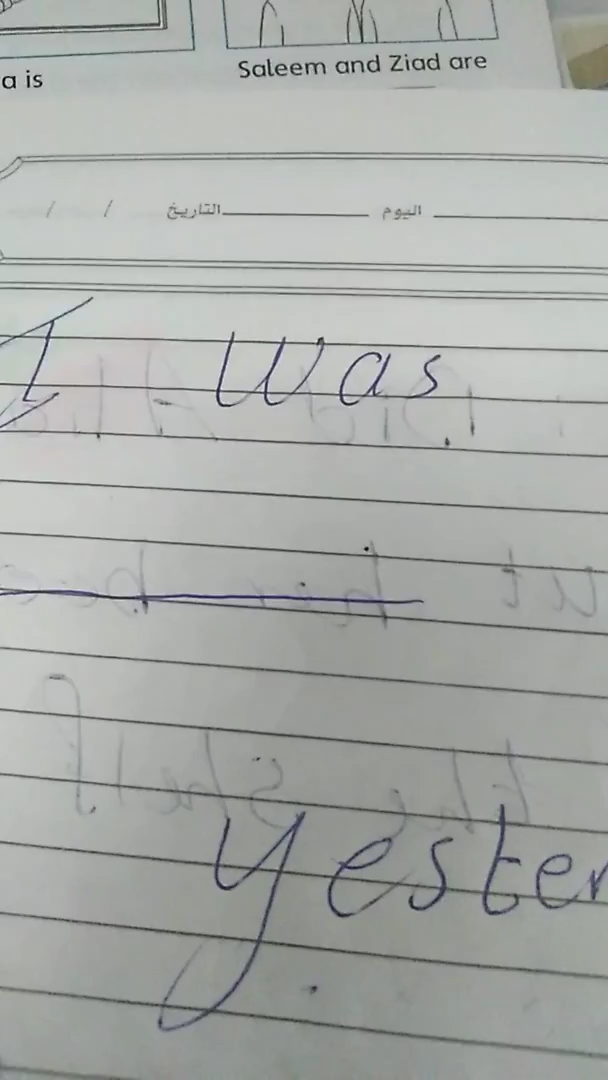 a is
Saleem and Ziad are
اليوم التاريخ / /
I was
yester